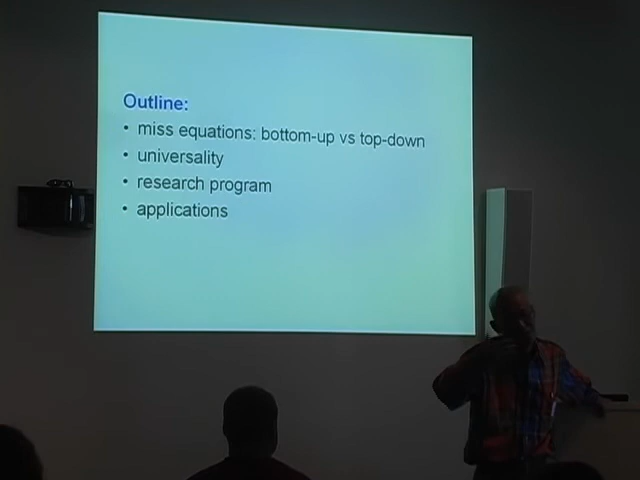 Outline:
• miss equations: bottom-up vs top-down
• universality
• research program
• applications